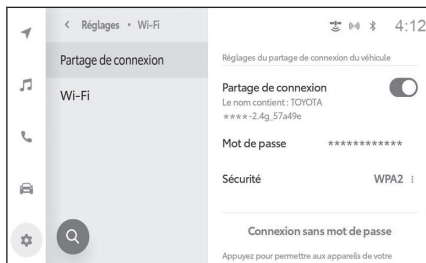 < Réglages • Wi-Fi
4:12
Partage de connexion
Wi-Fi
Réglages du partage de connexion du véhicule
Partage de connexion
Le nom contient : TOYOTA
****-2.4g_57a49e
Mot de passe ************
Sécurité WPA2
Connexion sans mot de passe
Appuyez pour permettre aux appareils de votre